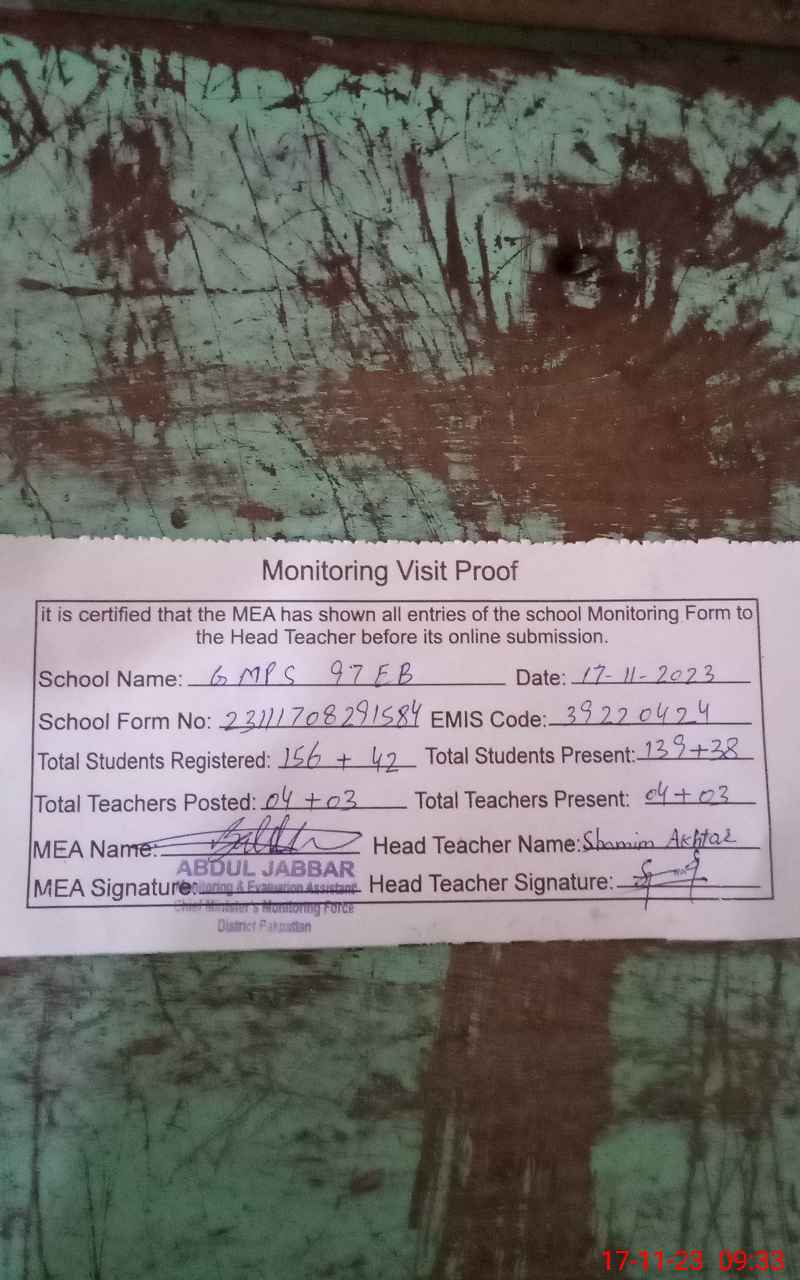 Monitoring Visit Proof
it is certified that the MEA has shown all entries of the school Monitoring Form to
the Head Teacher before its online submission.
School Name: GMPS 97 EB Date: 17-11-2023
School Form No: 23111708291584 EMIS Code: 39220424
Total Students Registered: 156 + 42 Total Students Present: 139+38
Total Teachers Posted: 04 +03 Total Teachers Present: 04+03
MEA Name: Head Teacher Name: Shamim Akhtar
ABDUL JABBAR
MEA Signature: Monitoring & Evaluation Assistant Head Teacher Signature:
Chief Minister's Monitoring Force
District Pakpattan
17-11-23 09:33